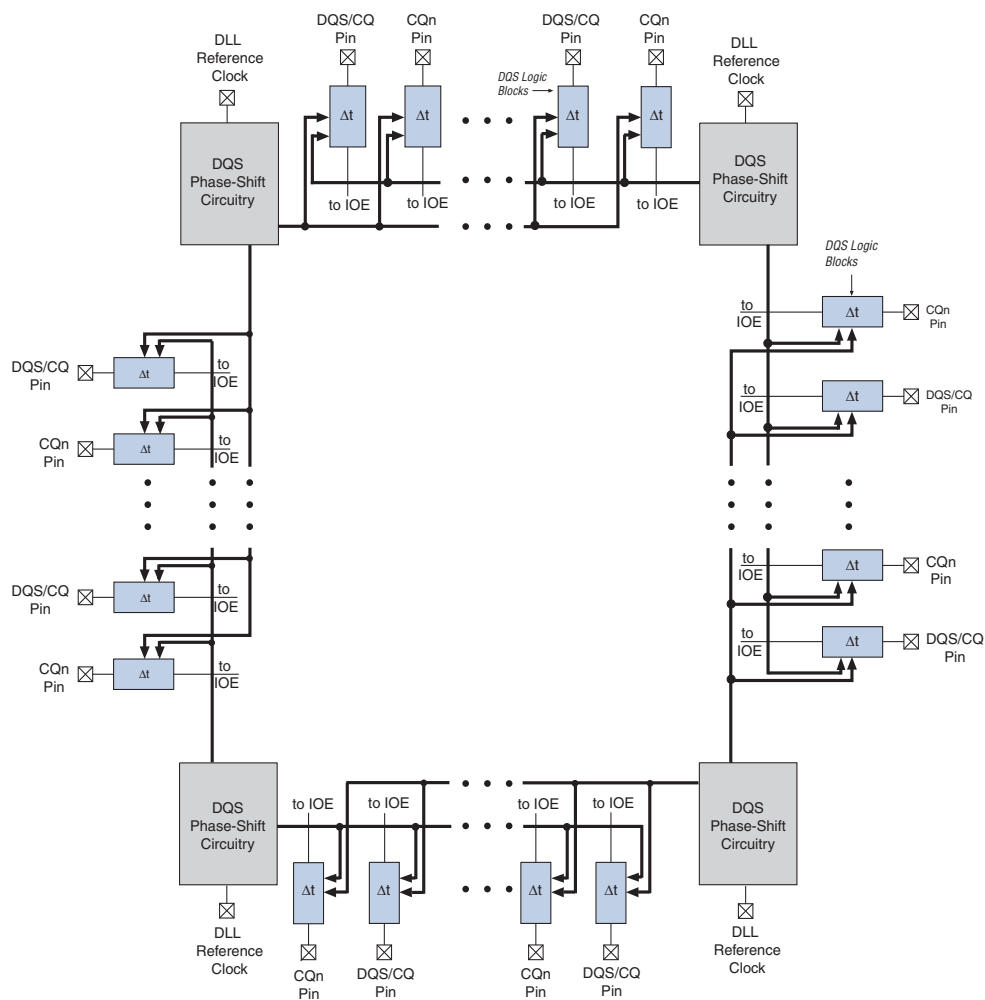 DQS/CQ
Pin
CQn
Pin
DQS/CQ
Pin
CQn
Pin
DLL
Reference
Clock
DLL
Reference
Clock
DQS Logic
Blocks
Δt
Δt
Δt
Δt
DQS
Phase-Shift
Circuitry
DQS
Phase-Shift
Circuitry
to IOE
to IOE
to IOE
to IOE
DQS Logic
Blocks
to
IOE
Δt
CQn
Pin
DQS/CQ
Pin
Δt
to
IOE
to
IOE
Δt
DQS/CQ
Pin
CQn
Pin
Δt
to
IOE
DQS/CQ
Pin
Δt
to
IOE
to
IOE
Δt
CQn
Pin
CQn
Pin
Δt
to
IOE
to
IOE
Δt
DQS/CQ
Pin
DQS
Phase-Shift
Circuitry
to IOE
to IOE
to IOE
to IOE
DQS
Phase-Shift
Circuitry
Δt
Δt
Δt
Δt
DLL
Reference
Clock
CQn
Pin
DQS/CQ
Pin
CQn
Pin
DQS/CQ
Pin
DLL
Reference
Clock